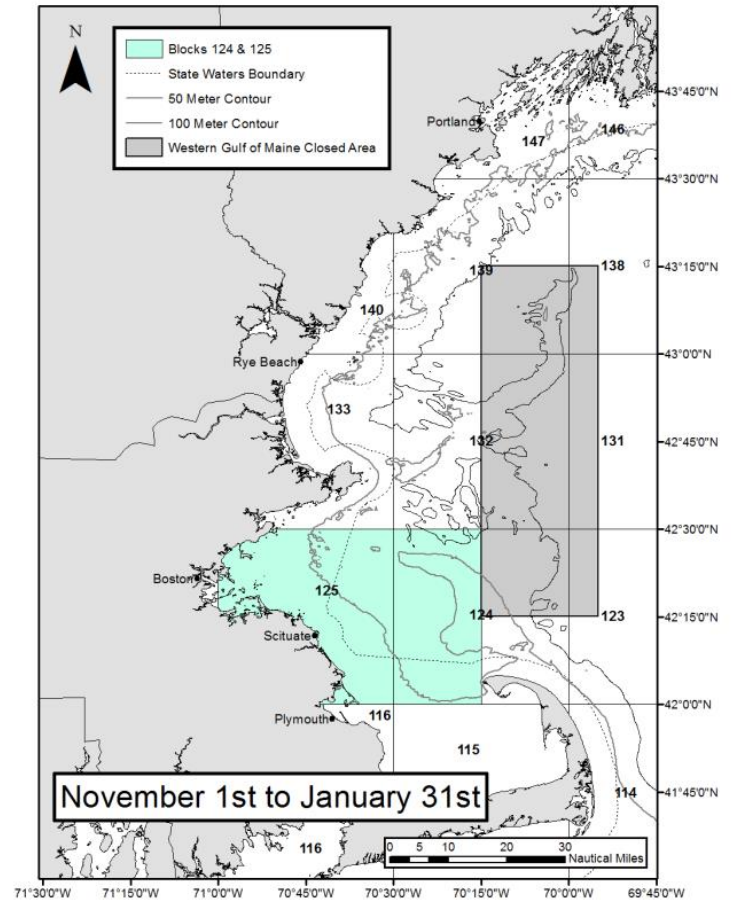 N
Blocks 124 & 125
State Waters Boundary
50 Meter Contour
100 Meter Contour
Western Gulf of Maine Closed Area
43°45'0"N
Portland
146
147
43°30'0"N
139
138
43°15'0"N
140
Rye Beach
43°0'0"N
133
132
131
42°45'0"N
42°30'0"N
Boston
125
124
123
42°15'0"N
Scituate
42°0'0"N
Plymouth
116
115
November 1st to January 31st
114
41°45'0"N
116
0 5 10 20 30
Nautical Miles
71°30'0"W 71°15'0"W 71°0'0"W 70°45'0"W 70°30'0"W 70°15'0"W 70°0'0"W 69°45'0"W